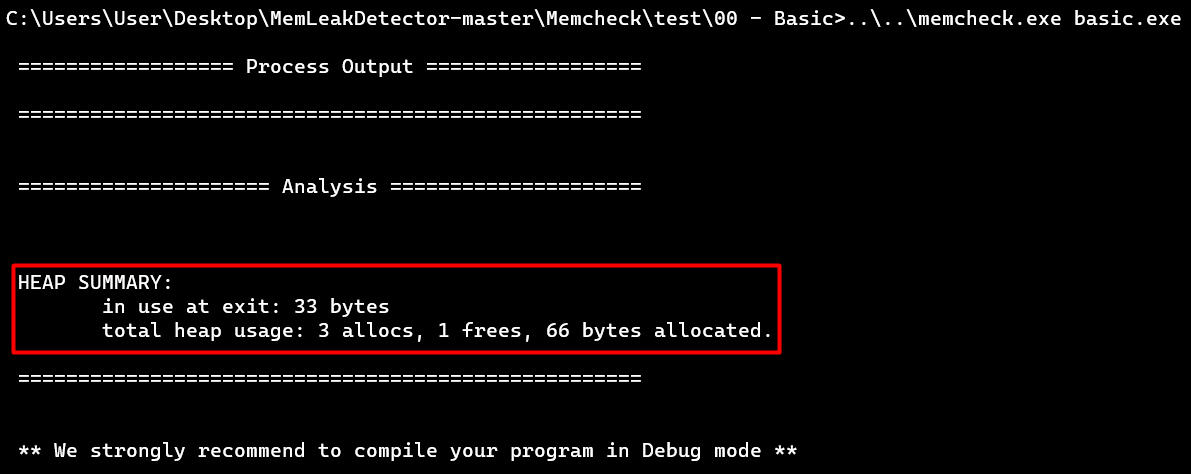 C:\Users\User\Desktop\MemLeakDetector-master\Memcheck\test\00 - Basic>..\..\memcheck.exe basic.exe
================== Process Output ==================
====================================================
===================== Analysis =====================
HEAP SUMMARY:
in use at exit: 33 bytes
total heap usage: 3 allocs, 1 frees, 66 bytes allocated.
====================================================
** We strongly recommend to compile your program in Debug mode **